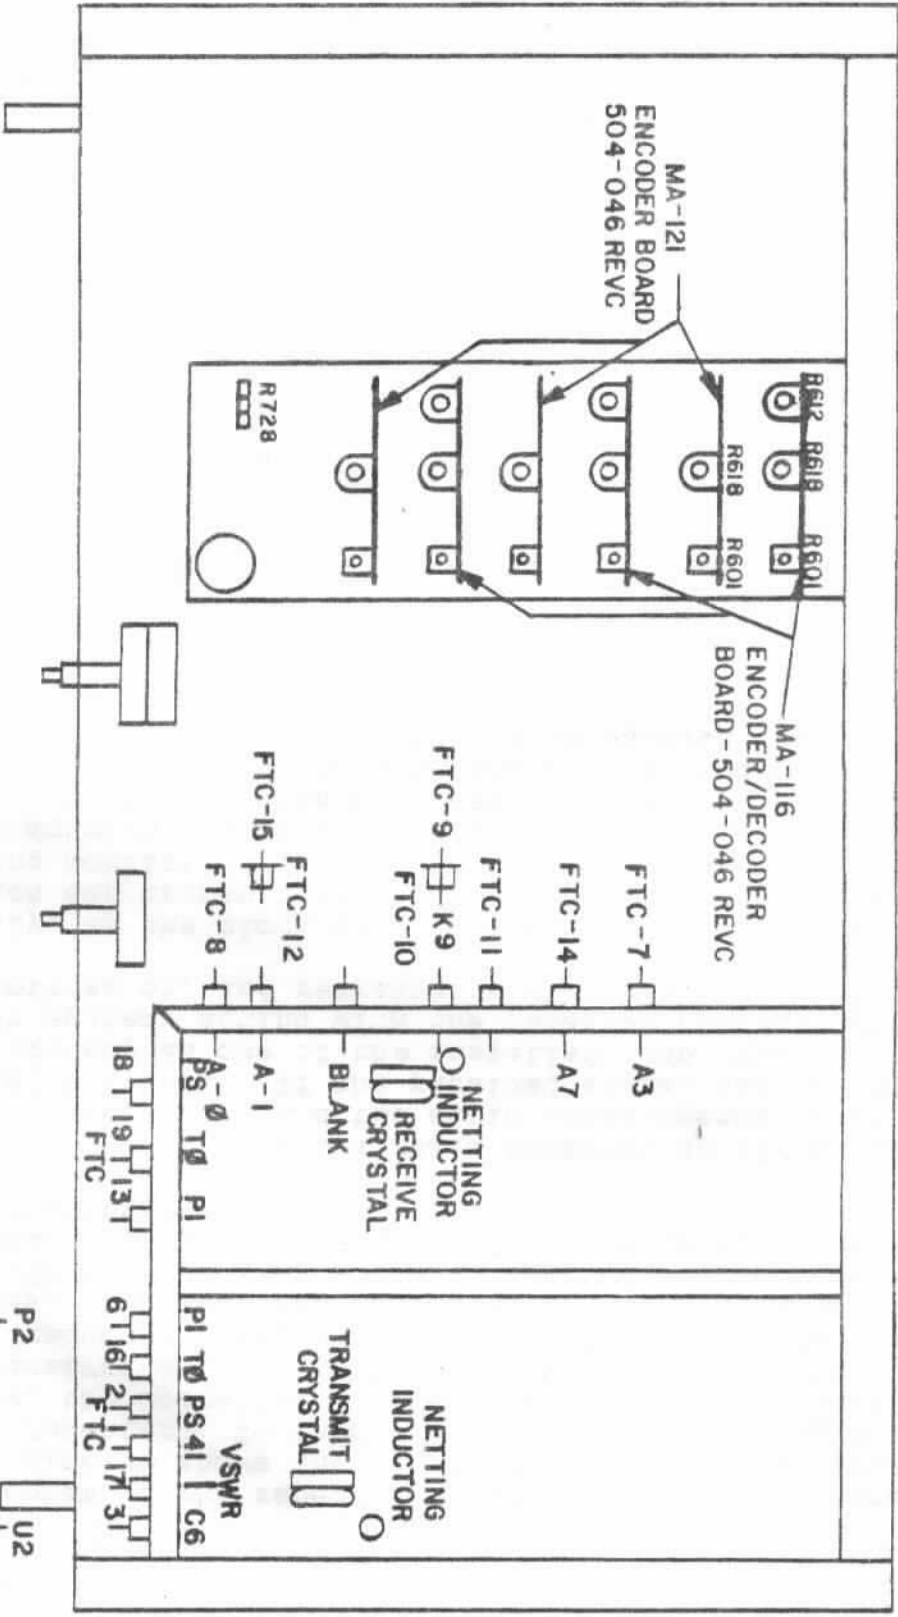 MA-121
ENCODER BOARD
504-046 REVC
R612
R618
R601
R618
R601
R728
MA-116
ENCODER/DECODER
BOARD-504-046 REVC
FTC-7
A3
FTC-14
A7
FTC-11
FTC-9
K9
FTC-10
FTC-12
BLANK
FTC-15
A-1
FTC-8
A-Ø
NETTING
INDUCTOR
RECEIVE
CRYSTAL
PS
TØ
P1
18
19
13
FTC
NETTING
INDUCTOR
TRANSMIT
CRYSTAL
VSWR
P1
TØ
PS
41
C6
6
16
2
1
17
3
FTC
P2
U2